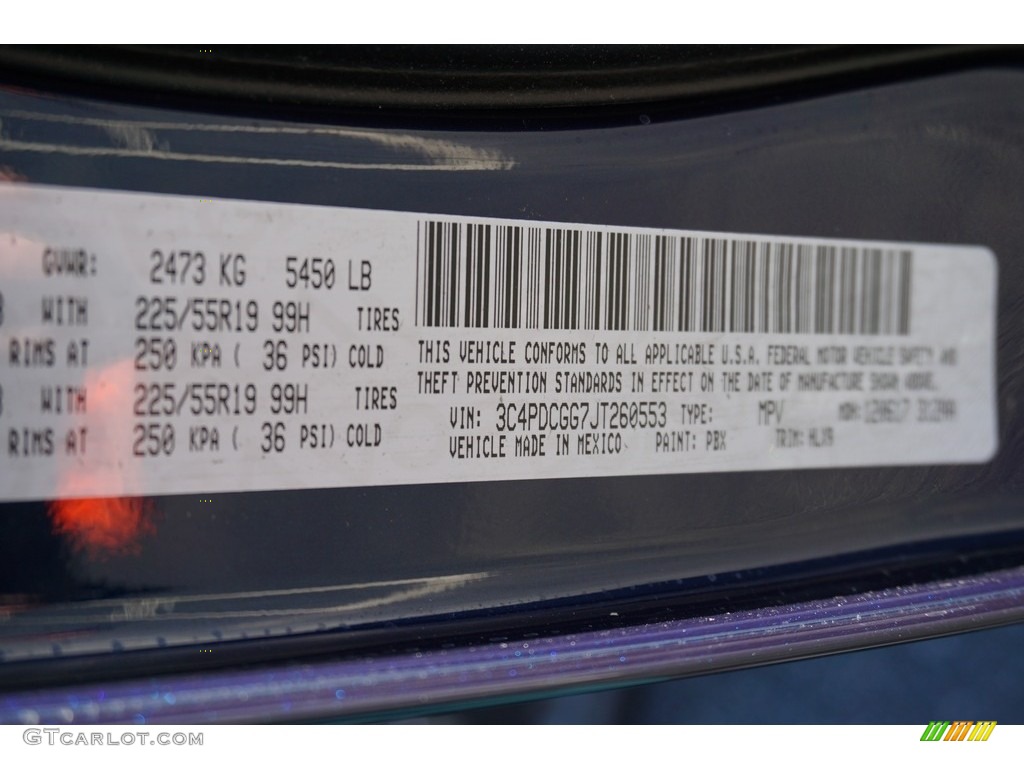 GVWR: 2473 KG 5450 LB
WITH 225/55R19 99H TIRES
RIMS AT 250 KPA ( 36 PSI) COLD
WITH 225/55R19 99H TIRES
RIMS AT 250 KPA ( 36 PSI) COLD
THIS VEHICLE CONFORMS TO ALL APPLICABLE U.S.A. FEDERAL MOTOR VEHICLE SAFETY AND
THEFT PREVENTION STANDARDS IN EFFECT ON THE DATE OF MANUFACTURE SHOWN ABOVE.
VIN: 3C4PDCGG7JT260553 TYPE: MPV MDH:
VEHICLE MADE IN MEXICO PAINT: PBX TRIM:
GTCarlot.com